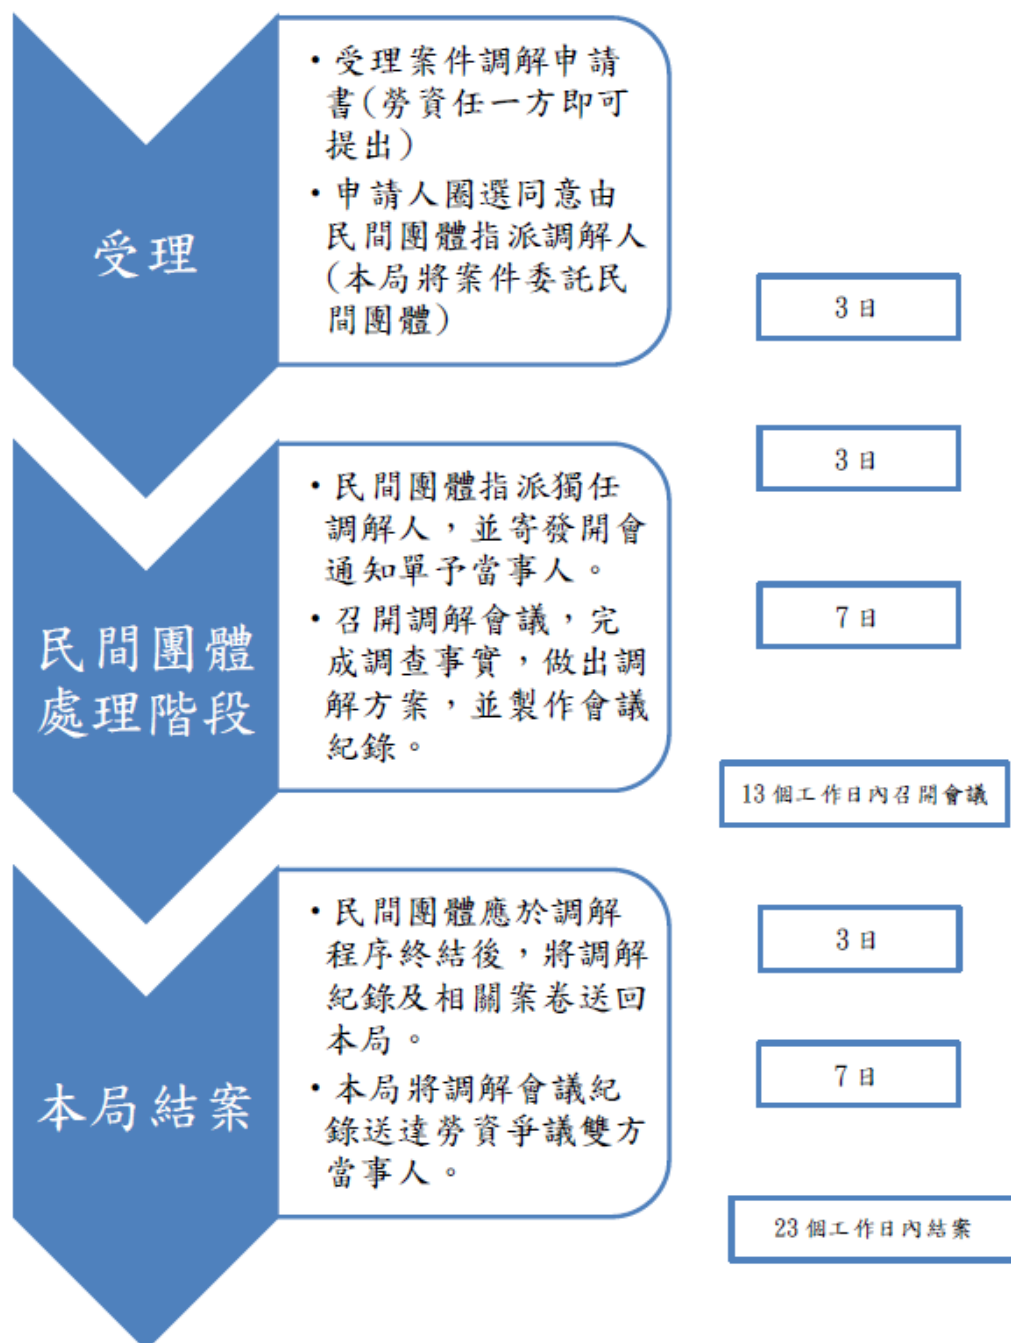 受理
•受理案件調解申請
書(勞資任一方即可
提出)
•申請人圈選同意由
民間團體指派調解人
(本局將案件委託民
間團體)
3日
3日
民間團體
處理階段
•民間團體指派獨任
調解人，並寄發開會
通知單予當事人。
•召開調解會議，完
成調查事實，做出調
解方案，並製作會議
紀錄。
7日
13個工作日內召開會議
本局結案
•民間團體應於調解
程序終結後，將調解
紀錄及相關案卷送回
本局。
•本局將調解會議紀
錄送達勞資爭議雙方
當事人。
3日
7日
23個工作日內結案